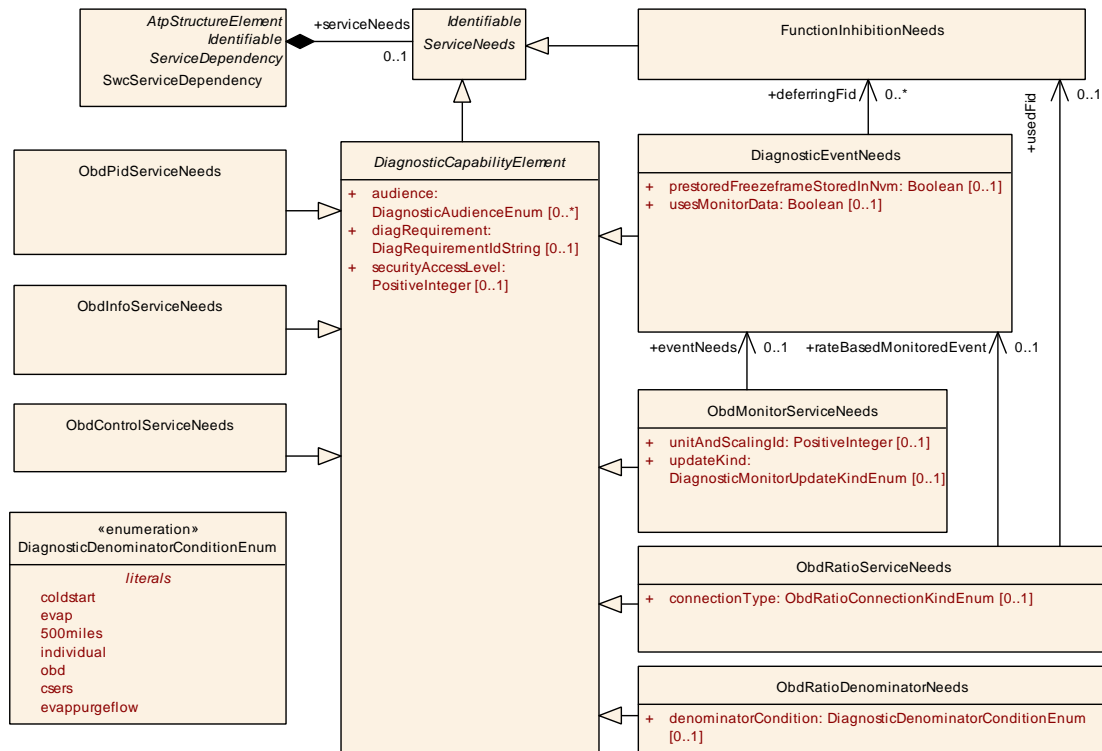 AtpStructureElement
Identifiable
ServiceDependency
SwcServiceDependency
+serviceNeeds
0..1
Identifiable
ServiceNeeds
FunctionInhibitionNeeds
+deferringFid
0..*
+usedFid
0..1
ObdPidServiceNeeds
DiagnosticCapabilityElement
+ audience:
DiagnosticAudienceEnum [0..*]
+ diagRequirement:
DiagRequirementIdString [0..1]
+ securityAccessLevel:
PositiveInteger [0..1]
DiagnosticEventNeeds
+ prestoredFreezeframeStoredInNvm: Boolean [0..1]
+ usesMonitorData: Boolean [0..1]
ObdInfoServiceNeeds
+eventNeeds
0..1
+rateBasedMonitoredEvent
0..1
ObdControlServiceNeeds
ObdMonitorServiceNeeds
+ unitAndScalingId: PositiveInteger [0..1]
+ updateKind:
DiagnosticMonitorUpdateKindEnum [0..1]
«enumeration»
DiagnosticDenominatorConditionEnum
literals
coldstart
evap
500miles
individual
obd
csers
evappurgeflow
ObdRatioServiceNeeds
+ connectionType: ObdRatioConnectionKindEnum [0..1]
ObdRatioDenominatorNeeds
+ denominatorCondition: DiagnosticDenominatorConditionEnum
[0..1]